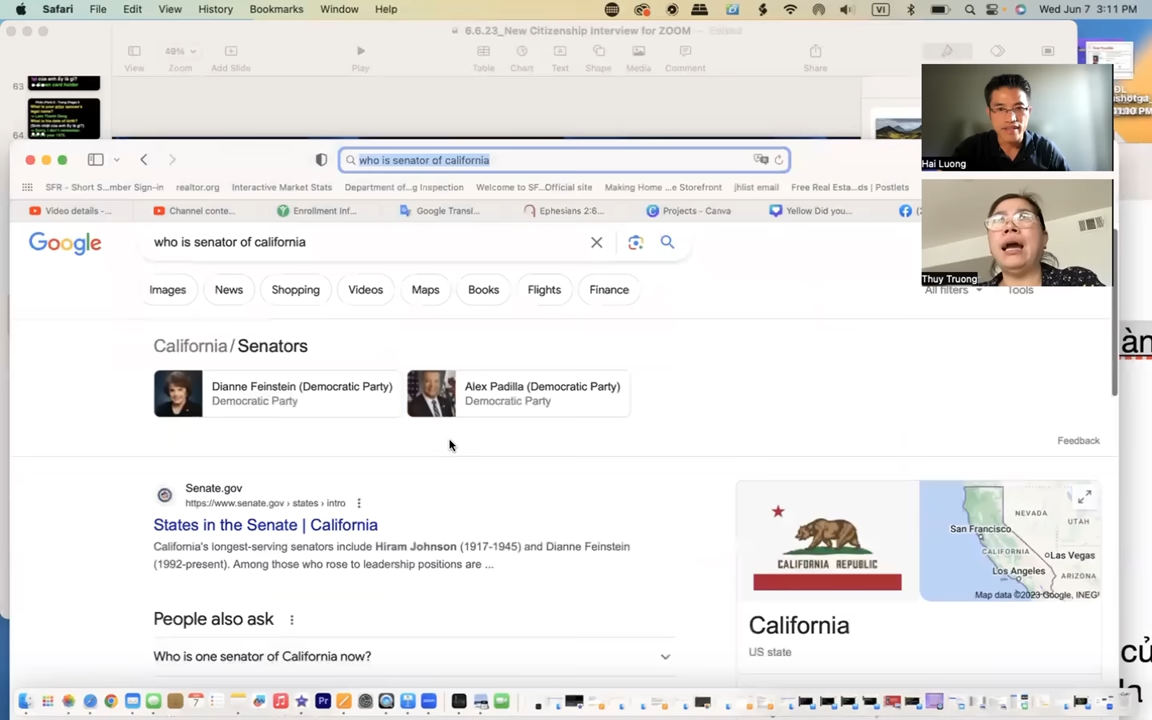 Safari File Edit View History Bookmarks Window Help VI Wed Jun 7 3:11 PM
6.6.23_New Citizenship Interview for ZOOM — Edited
49%
View Zoom Add Slide Play Table Chart Text Shape Media Comment Share
63
64
who is senator of california
Hai Luong
SFR - Short S...mber Sign-in realtor.org Interactive Market Stats Department of...g Inspection Welcome to SF...Official site Making Home ...e Storefront jhlist email Free Real Esta...ds | Postlets
Video details -... Channel conte... Enrollment Inf... Google Transl... Ephesians 2:6... Projects - Canva Yellow Did you...
Google
who is senator of california
Thuy Truong
Images News Shopping Videos Maps Books Flights Finance All filters Tools
California / Senators
Dianne Feinstein (Democratic Party)
Democratic Party
Alex Padilla (Democratic Party)
Democratic Party
Feedback
Senate.gov
https://www.senate.gov › states › intro
States in the Senate | California
California's longest-serving senators include Hiram Johnson (1917-1945) and Dianne Feinstein
(1992-present). Among those who rose to leadership positions are ...
CALIFORNIA REPUBLIC
NEVADA
UTAH
San Francisco
CALIFORNIA
Las Vegas
Los Angeles
ARIZONA
Map data ©2023 Google, INEGI
People also ask
Who is one senator of California now?
California
US state